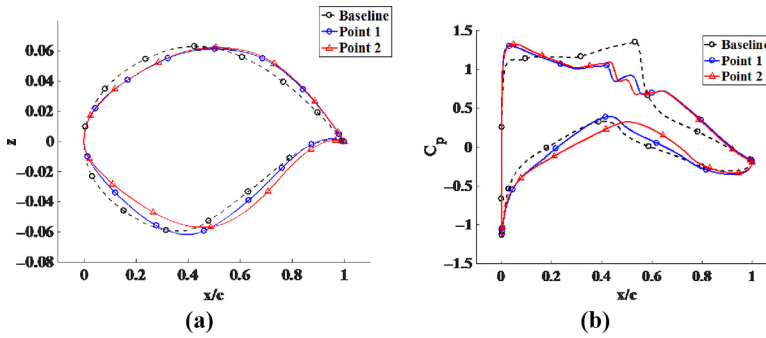 Baseline
Point 1
Point 2
0.06
0.04
0.02
0
−0.02
−0.04
−0.06
−0.08
z
0 0.2 0.4 0.6 0.8 1
x/c
(a)
Baseline
Point 1
Point 2
1.5
1
0.5
0
−0.5
−1
−1.5
Cp
0 0.2 0.4 0.6 0.8 1
x/c
(b)